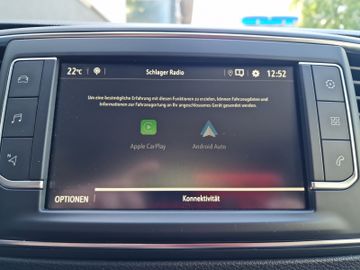 22°C Schlager Radio 12:52
Um eine bestmögliche Erfahrung mit diesen Funktionen zu erzielen, können Fahrzeugdaten und
Informationen zur Fahrzeugortung an Ihr angeschlossenes Gerät gesendet werden.
Apple CarPlay Android Auto
OPTIONEN Konnektivität
N